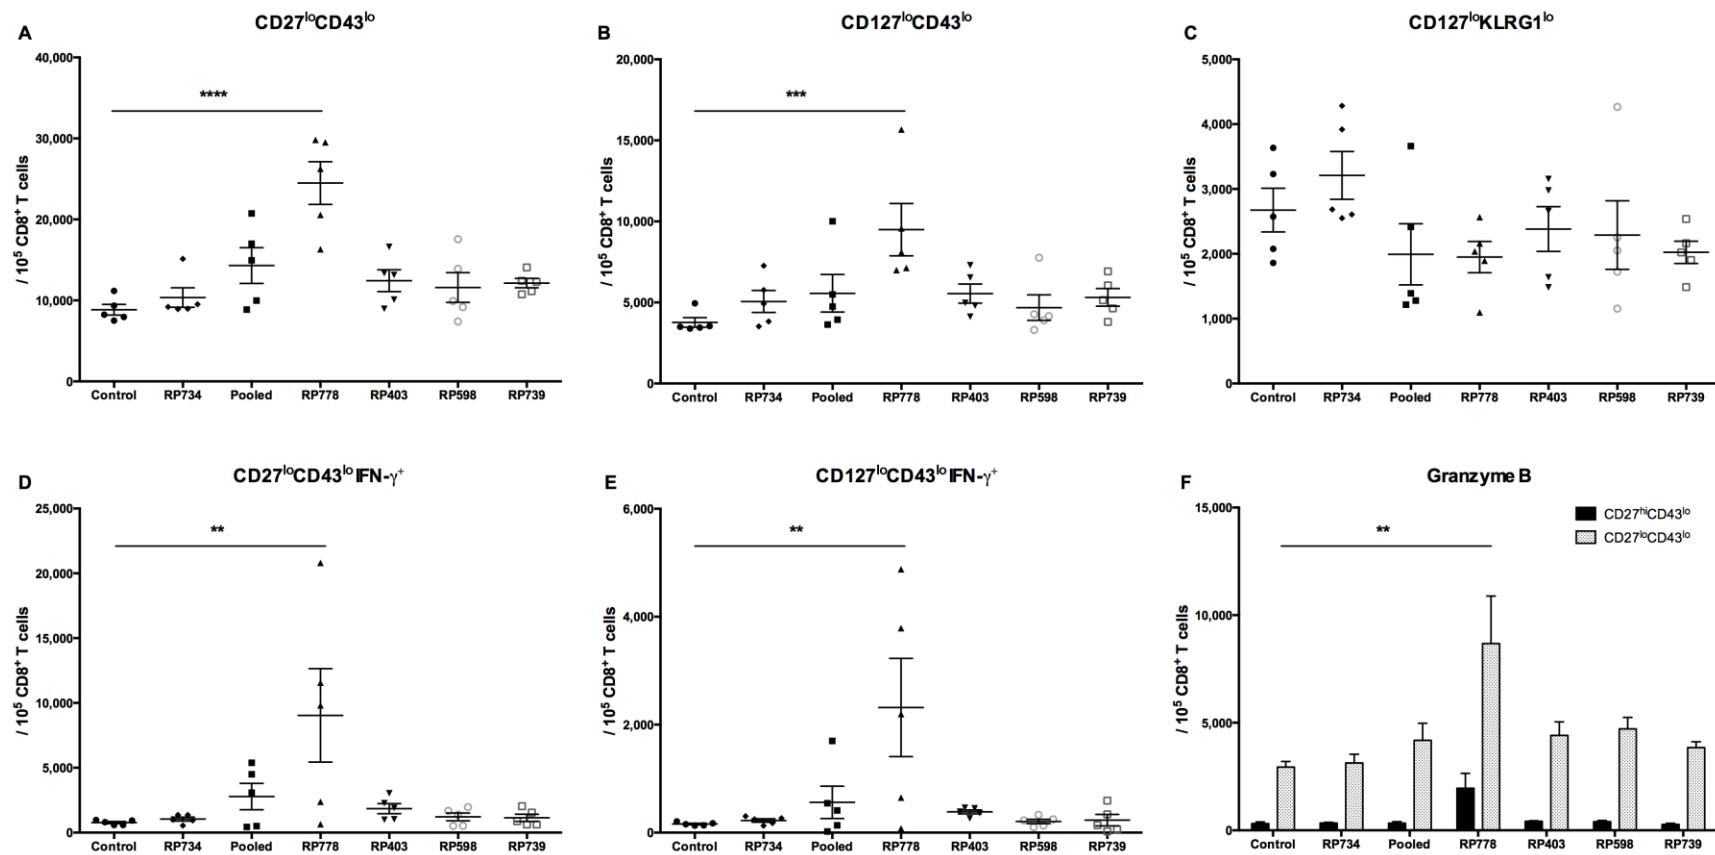 A
CD27loCD43lo
40,000
30,000
20,000
10,000
0
/ 10⁵ CD8⁺ T cells
****
Control RP734 Pooled RP778 RP403 RP598 RP739
B
CD127loCD43lo
20,000
15,000
10,000
5,000
0
/ 10⁵ CD8⁺ T cells
***
Control RP734 Pooled RP778 RP403 RP598 RP739
C
CD127loKLRG1lo
5,000
4,000
3,000
2,000
1,000
0
/ 10⁵ CD8⁺ T cells
Control RP734 Pooled RP778 RP403 RP598 RP739
D
CD27loCD43lo IFN-γ⁺
25,000
20,000
15,000
10,000
5,000
0
/ 10⁵ CD8⁺ T cells
**
Control RP734 Pooled RP778 RP403 RP598 RP739
E
CD127loCD43lo IFN-γ⁺
6,000
4,000
2,000
0
/ 10⁵ CD8⁺ T cells
**
Control RP734 Pooled RP778 RP403 RP598 RP739
F
Granzyme B
15,000
10,000
5,000
0
/ 10⁵ CD8⁺ T cells
**
CD27hiCD43lo
CD27loCD43lo
Control RP734 Pooled RP778 RP403 RP598 RP739